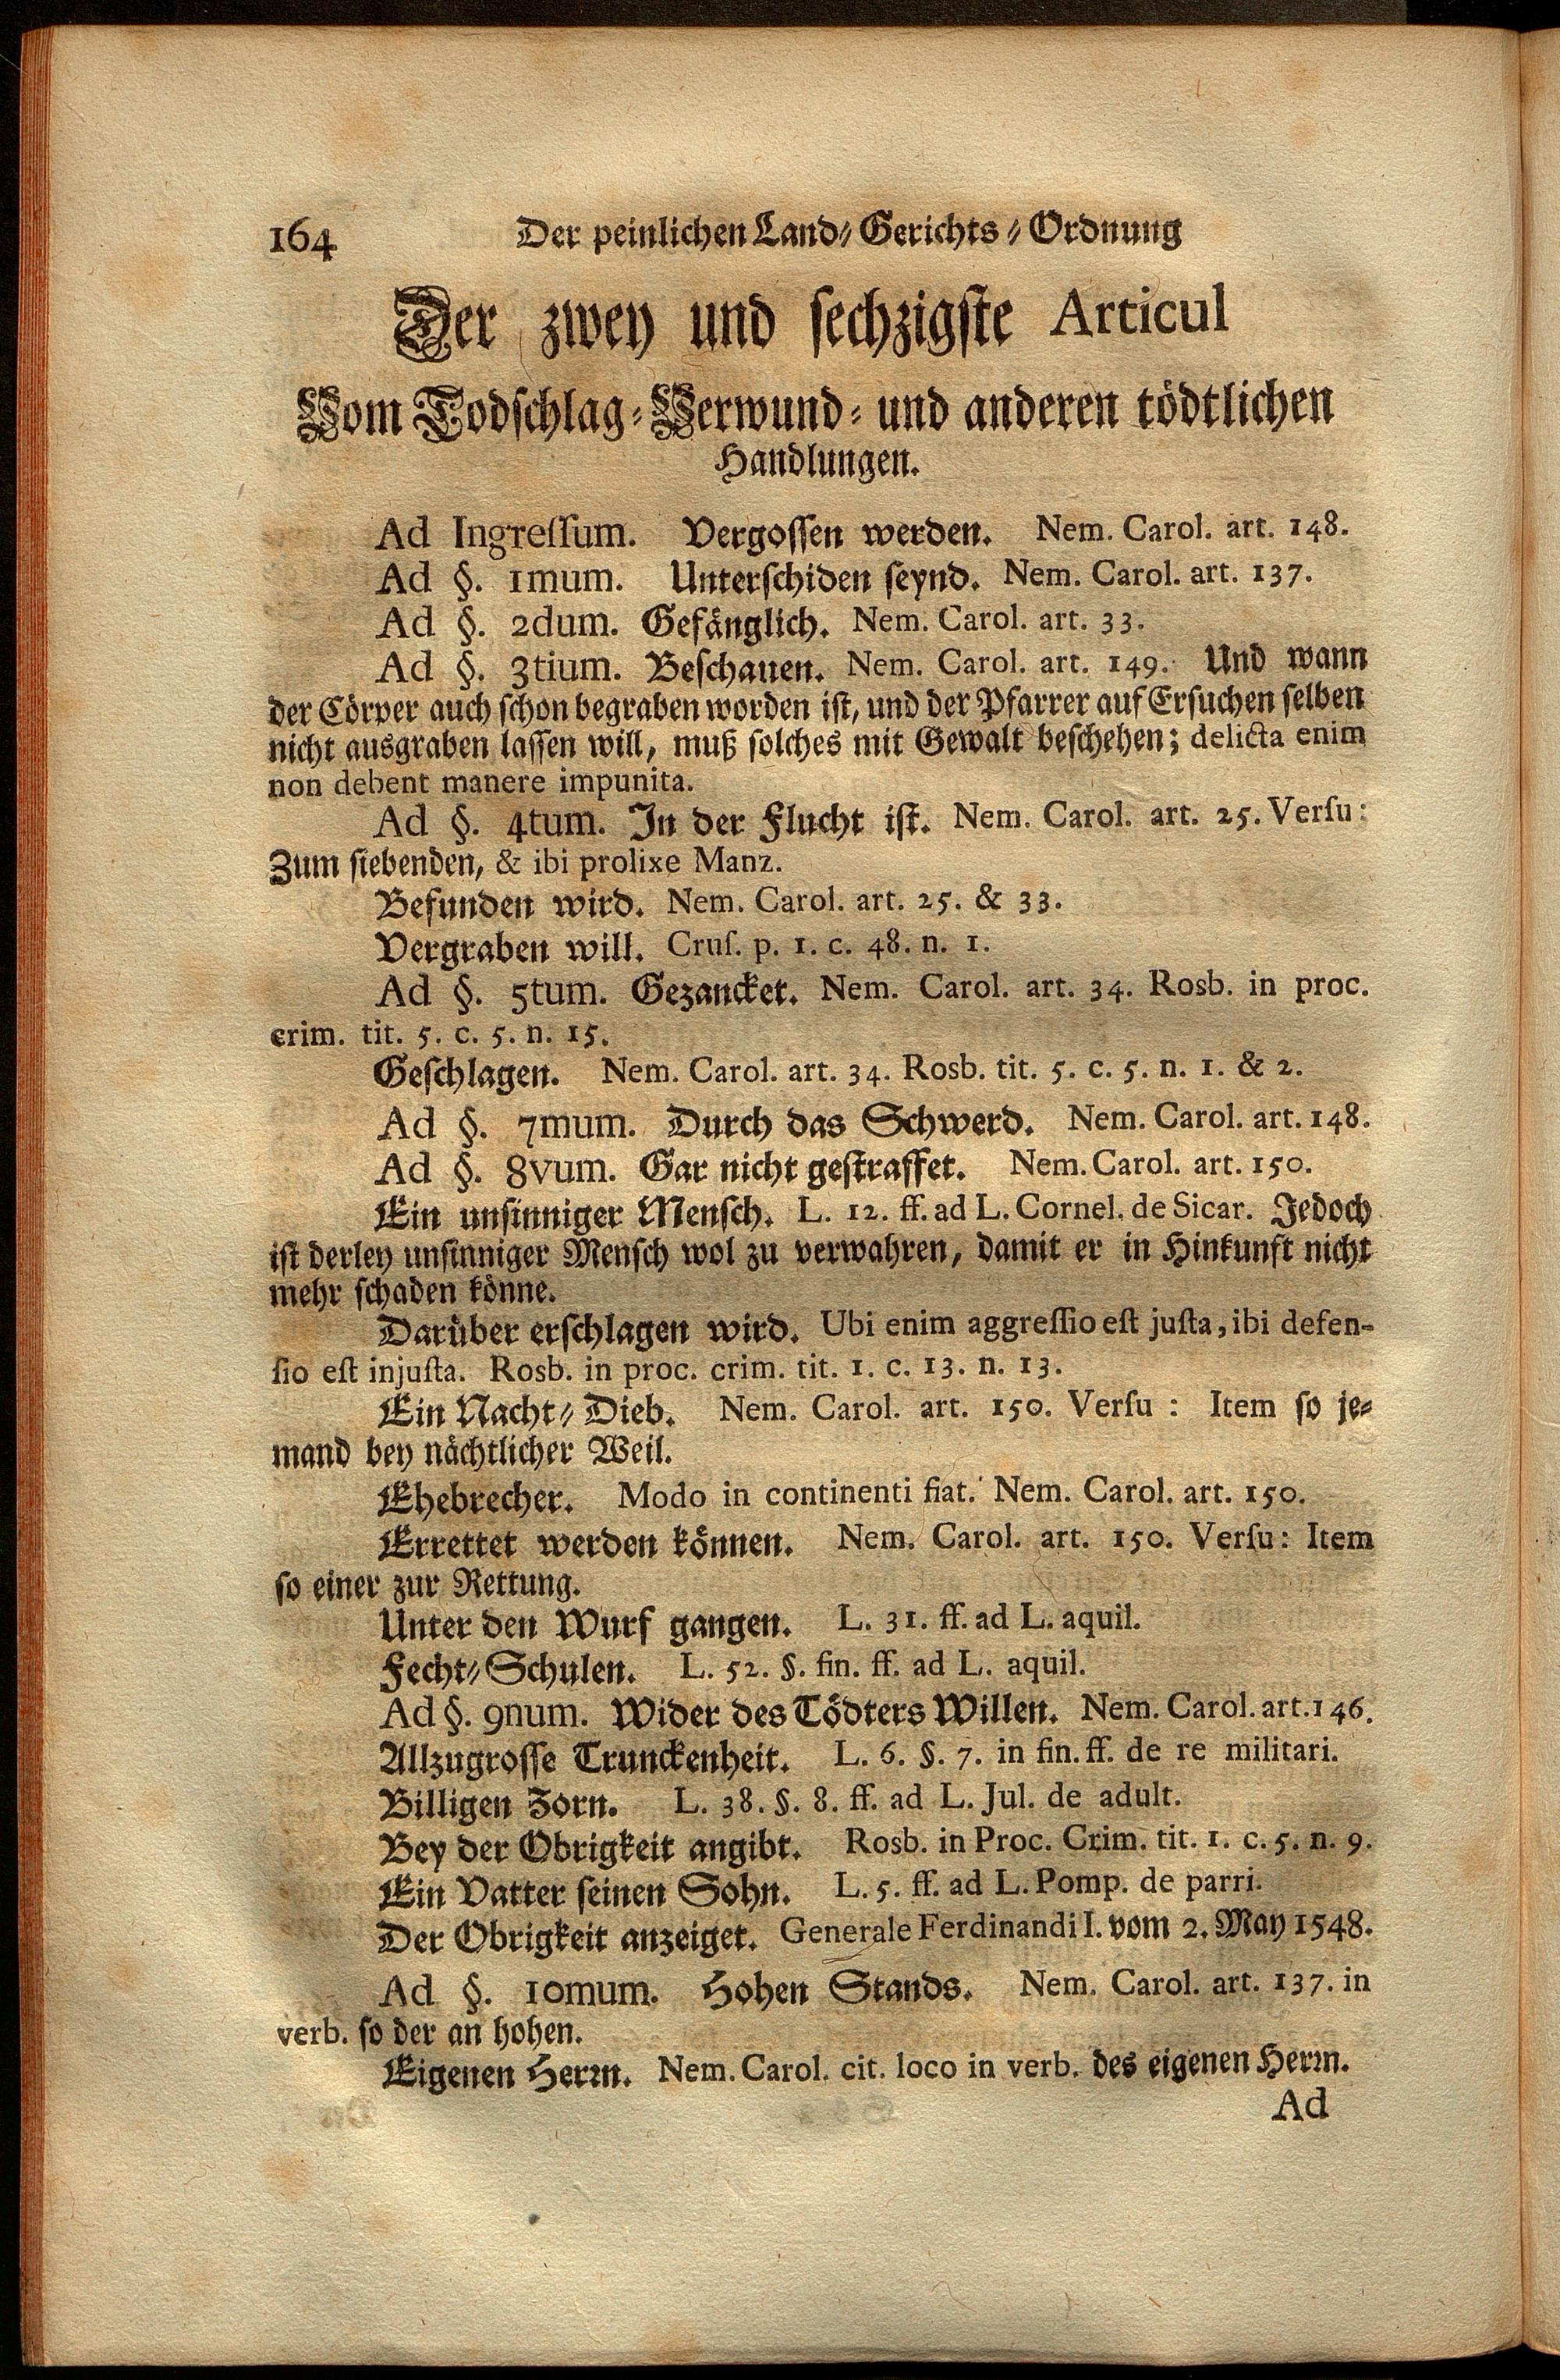 164 Der peinlichen Land-Gerichts-Ordnung
Der zwey und sechzigste Articul
Vom Todschlag-Verwund- und anderen tödtlichen
Handlungen.
Ad Ingressum. Vergossen werden. Nem. Carol. art. 148.
Ad §. 1mum. Unterschiden seynd. Nem. Carol. art. 137.
Ad §. 2dum. Gefänglich. Nem. Carol. art. 33.
Ad §. 3tium. Beschauen. Nem. Carol. art. 149. Und wann
der Cörper auch schon begraben worden ist, und der Pfarrer auf Ersuchen selben
nicht ausgraben lassen will, muß solches mit Gewalt beschehen; delicta enim
non debent manere impunita.
Ad §. 4tum. In der Flucht ist. Nem. Carol. art. 25. Versu:
Zum siebenden, & ibi prolixe Manz.
Befunden wird. Nem. Carol. art. 25. & 33.
Vergraben will. Crus. p. 1. c. 48. n. 1.
Ad §. 5tum. Gezancket. Nem. Carol. art. 34. Rosb. in proc.
crim. tit. 5. c. 5. n. 15.
Geschlagen. Nem. Carol. art. 34. Rosb. tit. 5. c. 5. n. 1. & 2.
Ad §. 7mum. Durch das Schwerd. Nem. Carol. art. 148.
Ad §. 8vum. Gar nicht gestraffet. Nem. Carol. art. 150.
Ein unsinniger Mensch. L. 12. ff. ad L. Cornel. de Sicar. Jedoch
ist derley unsinniger Mensch wol zu verwahren, damit er in Hinkunft nicht
mehr schaden könne.
Darüber erschlagen wird. Ubi enim aggressio est justa, ibi defen-
sio est injusta. Rosb. in proc. crim. tit. 1. c. 13. n. 13.
Ein Nacht-Dieb. Nem. Carol. art. 150. Versu : Item so je-
mand bey nächtlicher Weil.
Ehebrecher. Modo in continenti fiat. Nem. Carol. art. 150.
Errettet werden können. Nem. Carol. art. 150. Versu: Item
so einer zur Rettung.
Unter den Wurf gangen. L. 31. ff. ad L. aquil.
Fecht-Schulen. L. 52. §. fin. ff. ad L. aquil.
Ad §. 9num. Wider des Tödters Willen. Nem. Carol. art. 146.
Allzugrosse Trunckenheit. L. 6. §. 7. in fin. ff. de re militari.
Billigen Zorn. L. 38. §. 8. ff. ad L. Jul. de adult.
Bey der Obrigkeit angibt. Rosb. in Proc. Crim. tit. 1. c. 5. n. 9.
Ein Vatter seinen Sohn. L. 5. ff. ad L. Pomp. de parri.
Der Obrigkeit anzeiget. Generale Ferdinandi I. vom 2. May 1548.
Ad §. 10mum. Hohen Stands. Nem. Carol. art. 137. in
verb. so der an hohen.
Eigenen Herrn. Nem. Carol. cit. loco in verb. des eigenen Herrn.
Ad